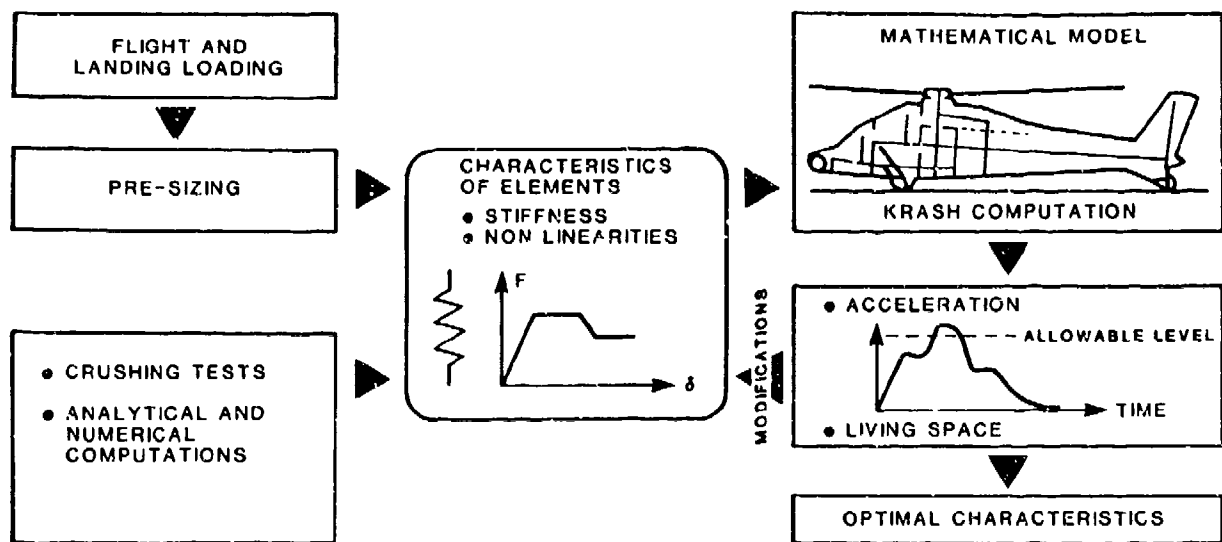 FLIGHT AND
LANDING LOADING
PRE-SIZING
• CRUSHING TESTS
• ANALYTICAL AND
NUMERICAL
COMPUTATIONS
CHARACTERISTICS
OF ELEMENTS
• STIFFNESS
• NON LINEARITIES
F
δ
MATHEMATICAL MODEL
KRASH COMPUTATION
MODIFICATIONS
• ACCELERATION
ALLOWABLE LEVEL
TIME
• LIVING SPACE
OPTIMAL CHARACTERISTICS